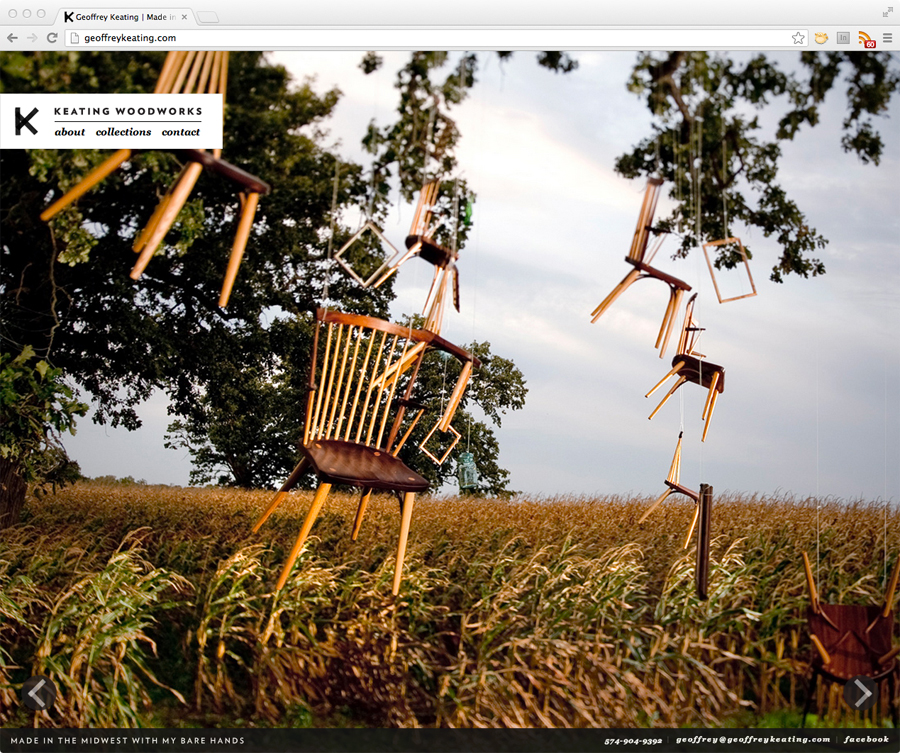 Geoffrey Keating | Made in
geoffreykeating.com
60
K KEATING WOODWORKS
about collections contact
MADE IN THE MIDWEST WITH MY BARE HANDS
574-904-9392 | geoffrey@geoffreykeating.com | facebook